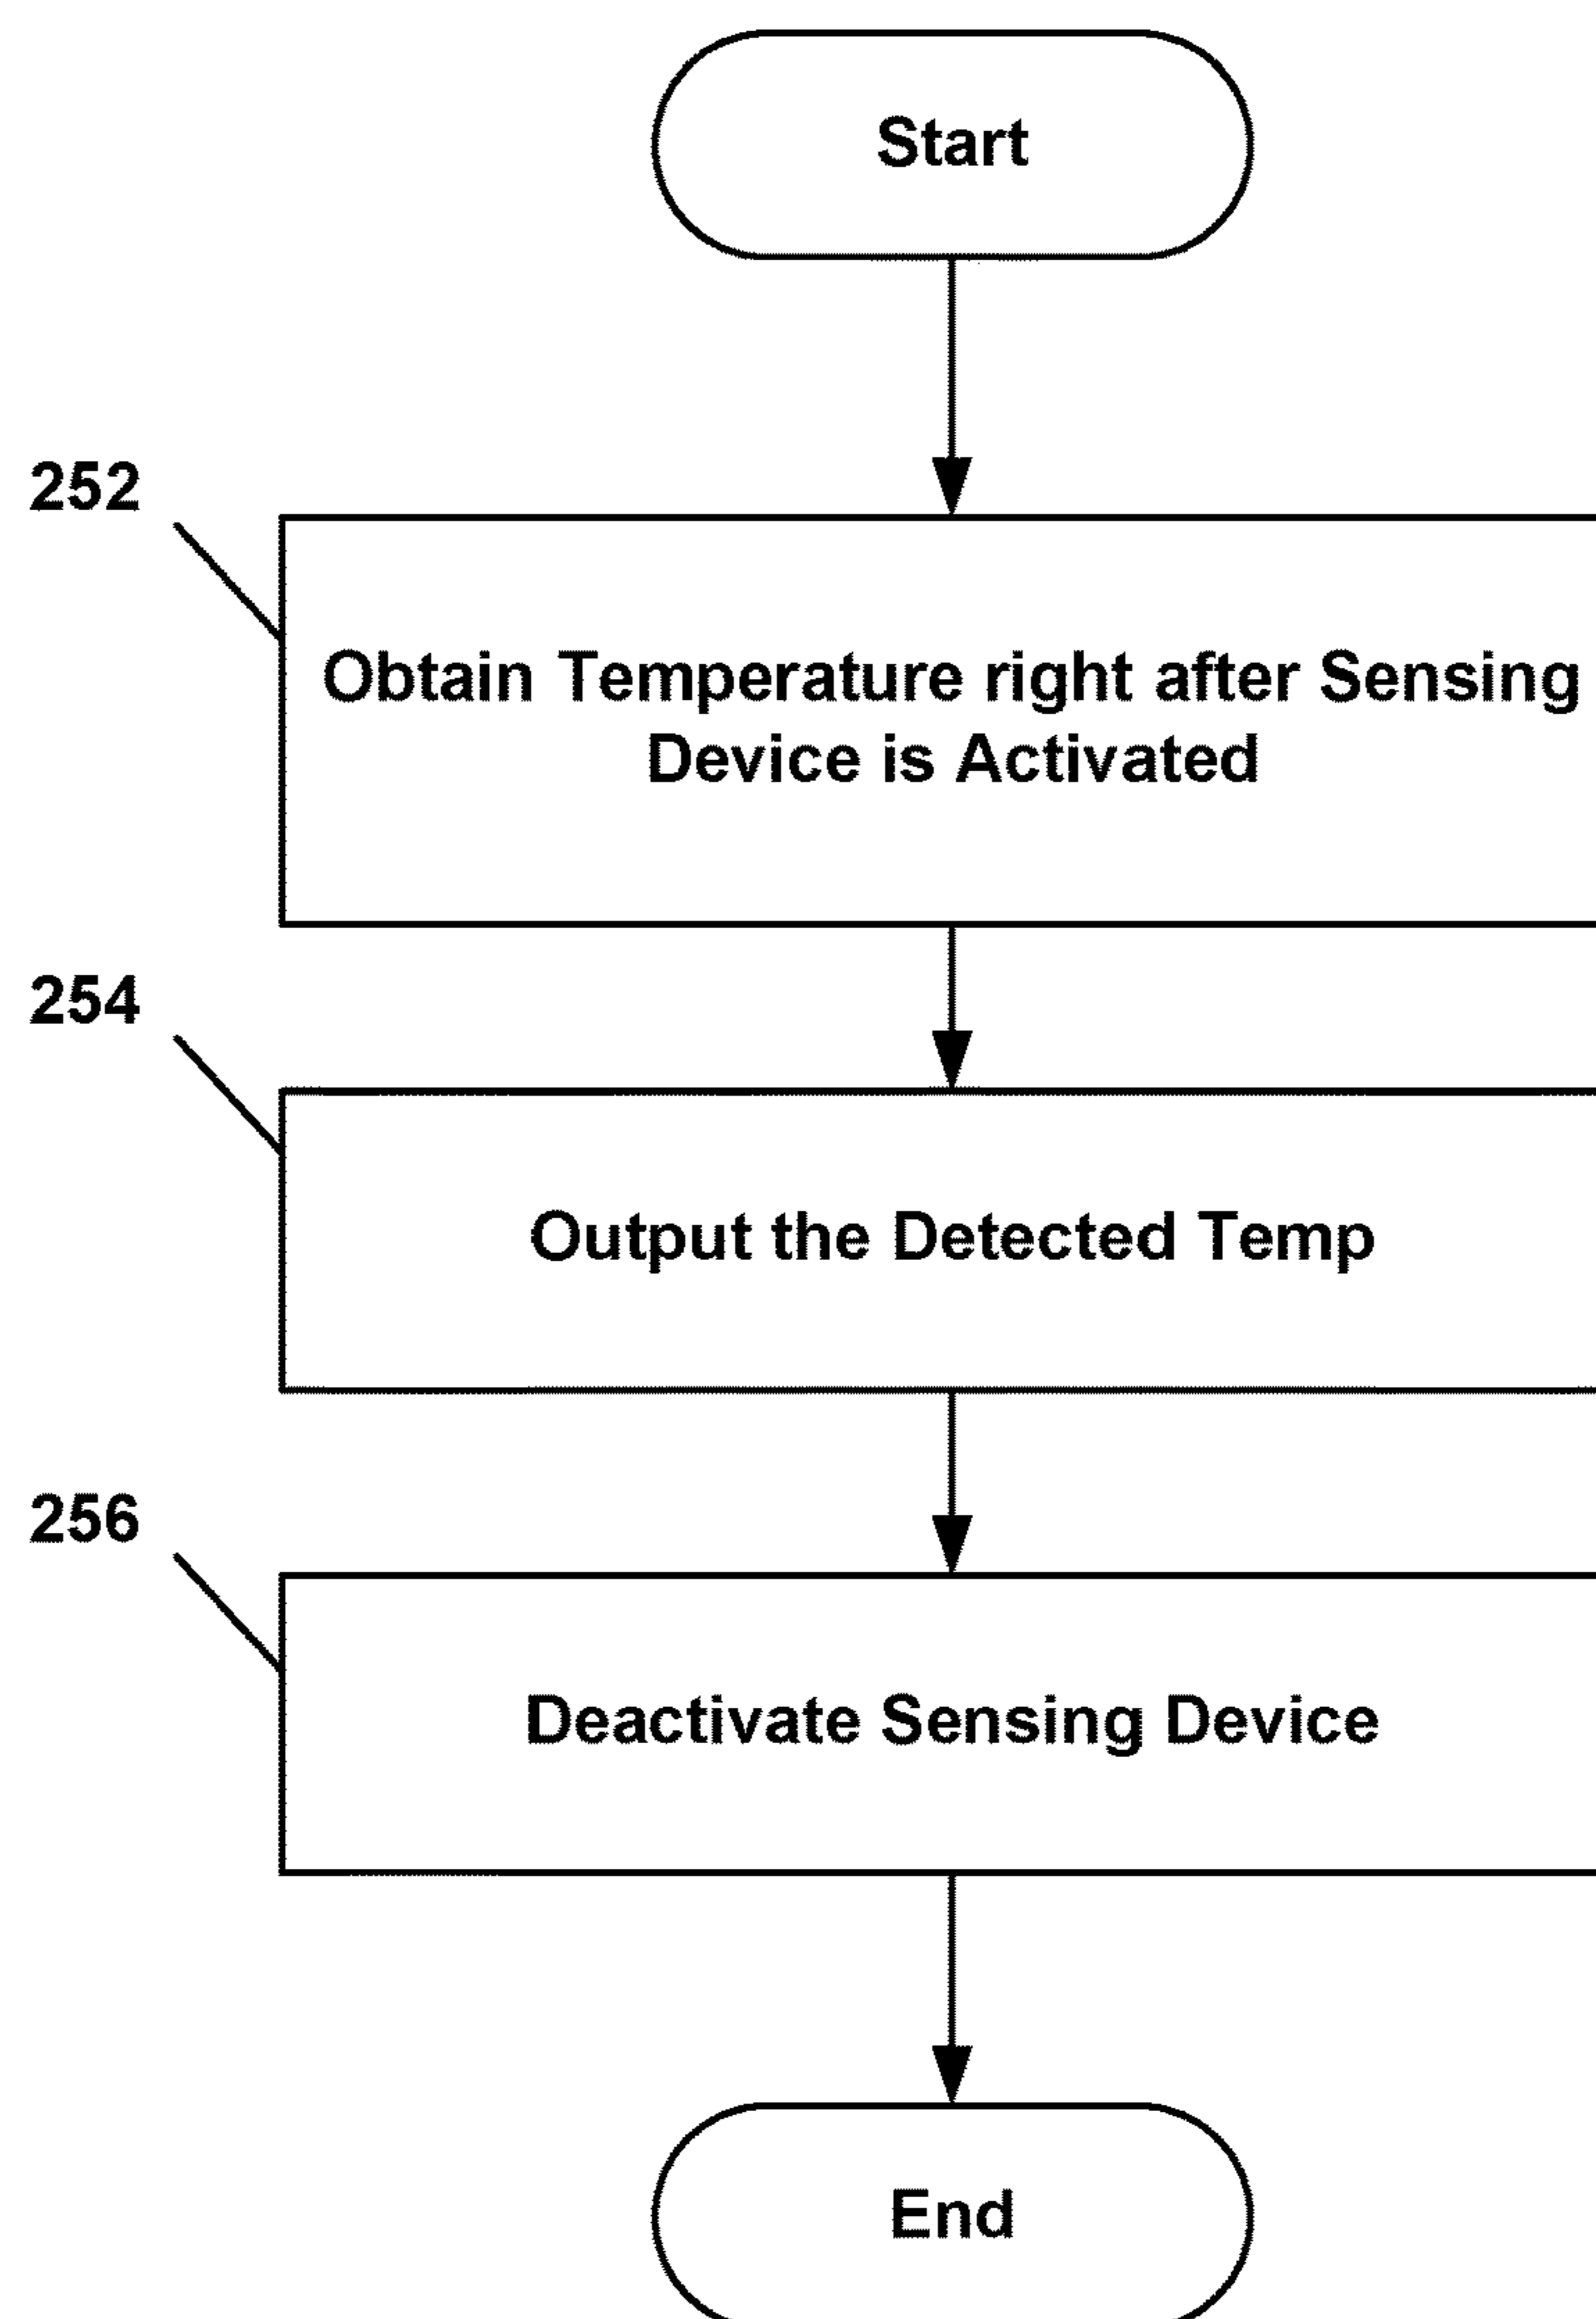 Start
252
Obtain Temperature right after Sensing
Device is Activated
254
Output the Detected Temp
256
Deactivate Sensing Device
End